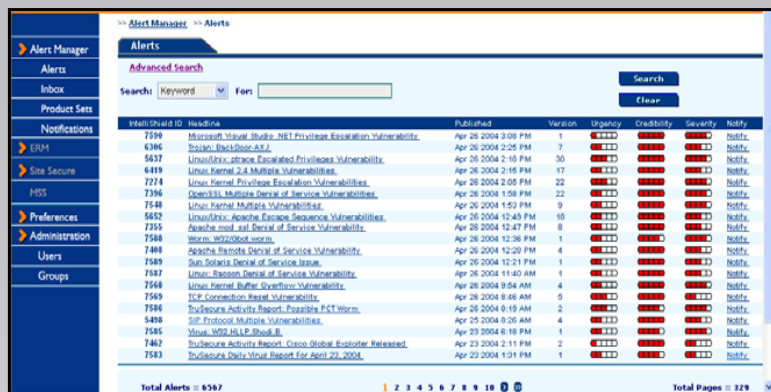 >> Alert Manager >> Alerts
Alert Manager
Alerts
Inbox
Product Sets
Notifications
ERM
Site Secure
MSS
Preferences
Administration
Users
Groups
Alerts
Advanced Search
Search: Keyword For:
Search
Clear
IntelliShield ID Headline Published Version Urgency Credibility Severity Notify
7590 Microsoft Visual Studio .NET Privilege Escalation Vulnerability Apr 26 2004 3:08 PM 1 Notify
6306 Trojan: BackDoor-AXJ Apr 26 2004 2:25 PM 7 Notify
5637 Linux/Unix: ptrace Escalated Privileges Vulnerability Apr 26 2004 2:18 PM 30 Notify
6419 Linux Kernel 2.4 Multiple Vulnerabilities Apr 26 2004 2:15 PM 17 Notify
7274 Linux Kernel Privilege Escalation Vulnerabilities Apr 26 2004 2:05 PM 22 Notify
7396 OpenSSL Multiple Denial of Service Vulnerabilities Apr 26 2004 1:58 PM 22 Notify
7548 Linux Kernel Multiple Vulnerabilities Apr 26 2004 1:53 PM 9 Notify
5652 Linux/Unix: Apache Escape Sequence Vulnerabilities Apr 26 2004 12:49 PM 18 Notify
7355 Apache mod_ssl Denial of Service Vulnerability Apr 26 2004 12:47 PM 8 Notify
7588 Worm: W32/Gbot.worm Apr 26 2004 12:36 PM 1 Notify
7408 Apache Remote Denial of Service Vulnerability Apr 26 2004 12:29 PM 4 Notify
7589 Sun Solaris Denial of Service Issue Apr 26 2004 12:21 PM 1 Notify
7587 Linux: Racoon Denial of Service Vulnerability Apr 26 2004 11:40 AM 1 Notify
7568 Linux Kernel Buffer Overflow Vulnerability Apr 26 2004 9:54 AM 4 Notify
7569 TCP Connection Reset Vulnerability Apr 26 2004 8:46 AM 5 Notify
7586 TruSecure Activity Report: Possible PCT Worm Apr 26 2004 0:19 AM 2 Notify
5498 SIP Protocol Multiple Vulnerabilities Apr 25 2004 8:26 AM 4 Notify
7585 Virus: W32.HLLP.Shodi.B Apr 23 2004 6:18 PM 1 Notify
7462 TruSecure Activity Report: Cisco Global Exploiter Released Apr 23 2004 2:11 PM 2 Notify
7583 TruSecure Daily Virus Report For April 23, 2004 Apr 23 2004 1:31 PM 1 Notify
Total Alerts = 6567 1 2 3 4 5 6 7 8 9 10 Total Pages = 329